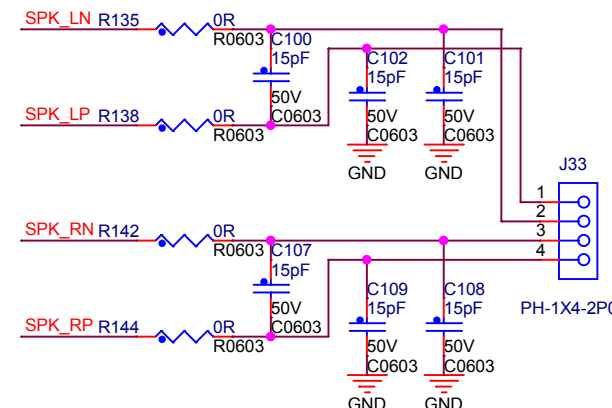 SPK_LN R135 0R
R0603
C100
15pF
50V
C0603
C102
15pF
50V
C0603
GND
C101
15pF
50V
C0603
GND
SPK_LP R138 0R
R0603
J33
1
2
3
4
PH-1X4-2P0
SPK_RN R142 0R
R0603
C107
15pF
50V
C0603
C109
15pF
50V
C0603
GND
C108
15pF
50V
C0603
GND
SPK_RP R144 0R
R0603